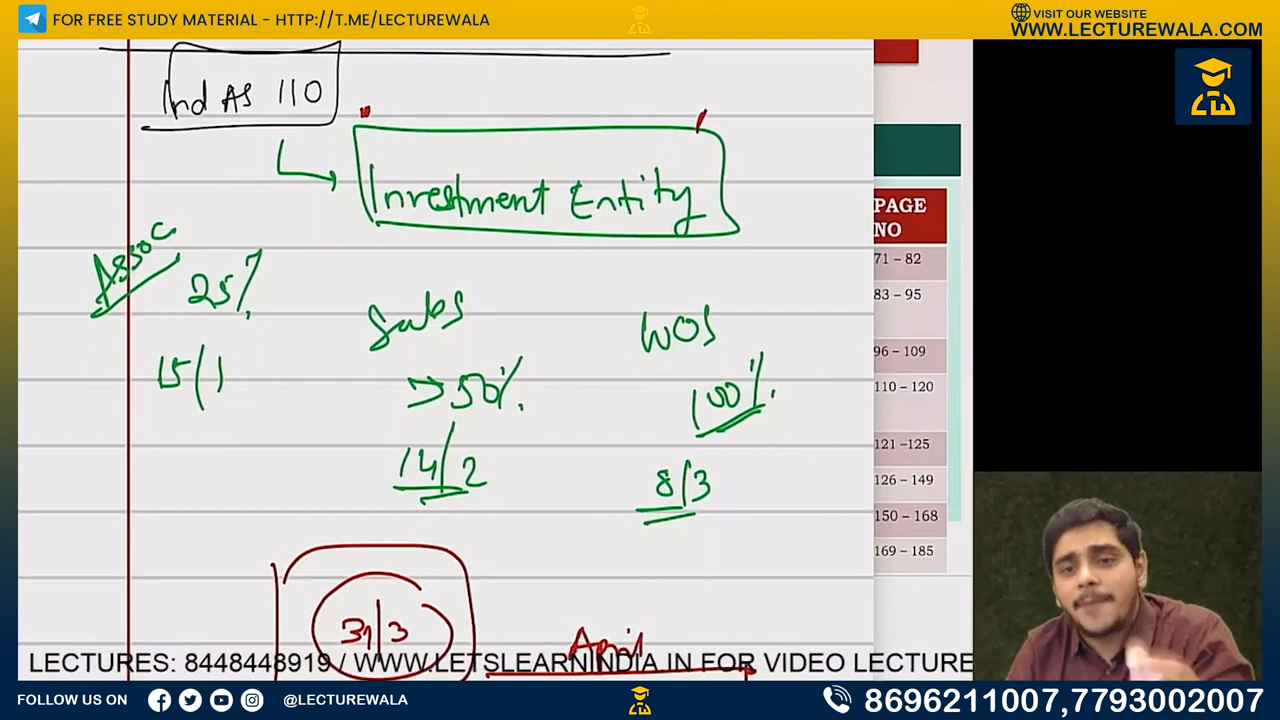 FOR FREE STUDY MATERIAL - HTTP://T.ME/LECTUREWALA
VISIT OUR WEBSITE
WWW.LECTUREWALA.COM
Ind AS 110
Investment Entity
Assoc
25%
15/1
Subs
>50%
14/2
WOS
100%
8/3
31/3
April
PAGE
NO
71 – 82
83 – 95
96 – 109
110 – 120
121 –125
126 – 149
150 – 168
169 – 185
LECTURES: 8448448919 / WWW.LETSLEARNINDIA.IN FOR VIDEO LECTURE
FOLLOW US ON
@LECTUREWALA
8696211007,7793002007